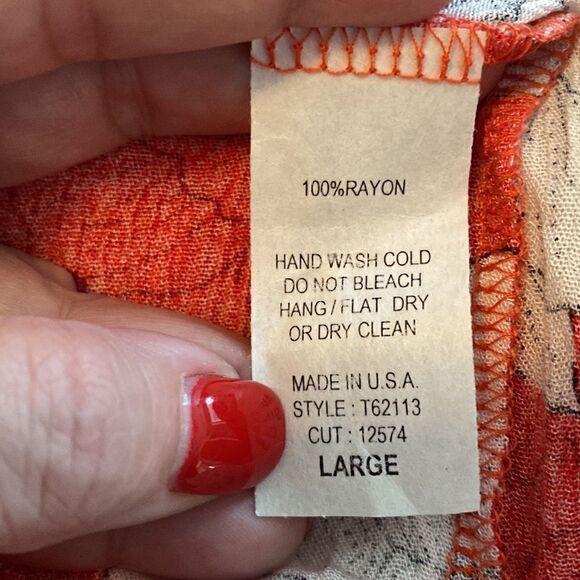 100%RAYON
HAND WASH COLD
DO NOT BLEACH
HANG / FLAT DRY
OR DRY CLEAN
MADE IN U.S.A.
STYLE : T62113
CUT : 12574
LARGE